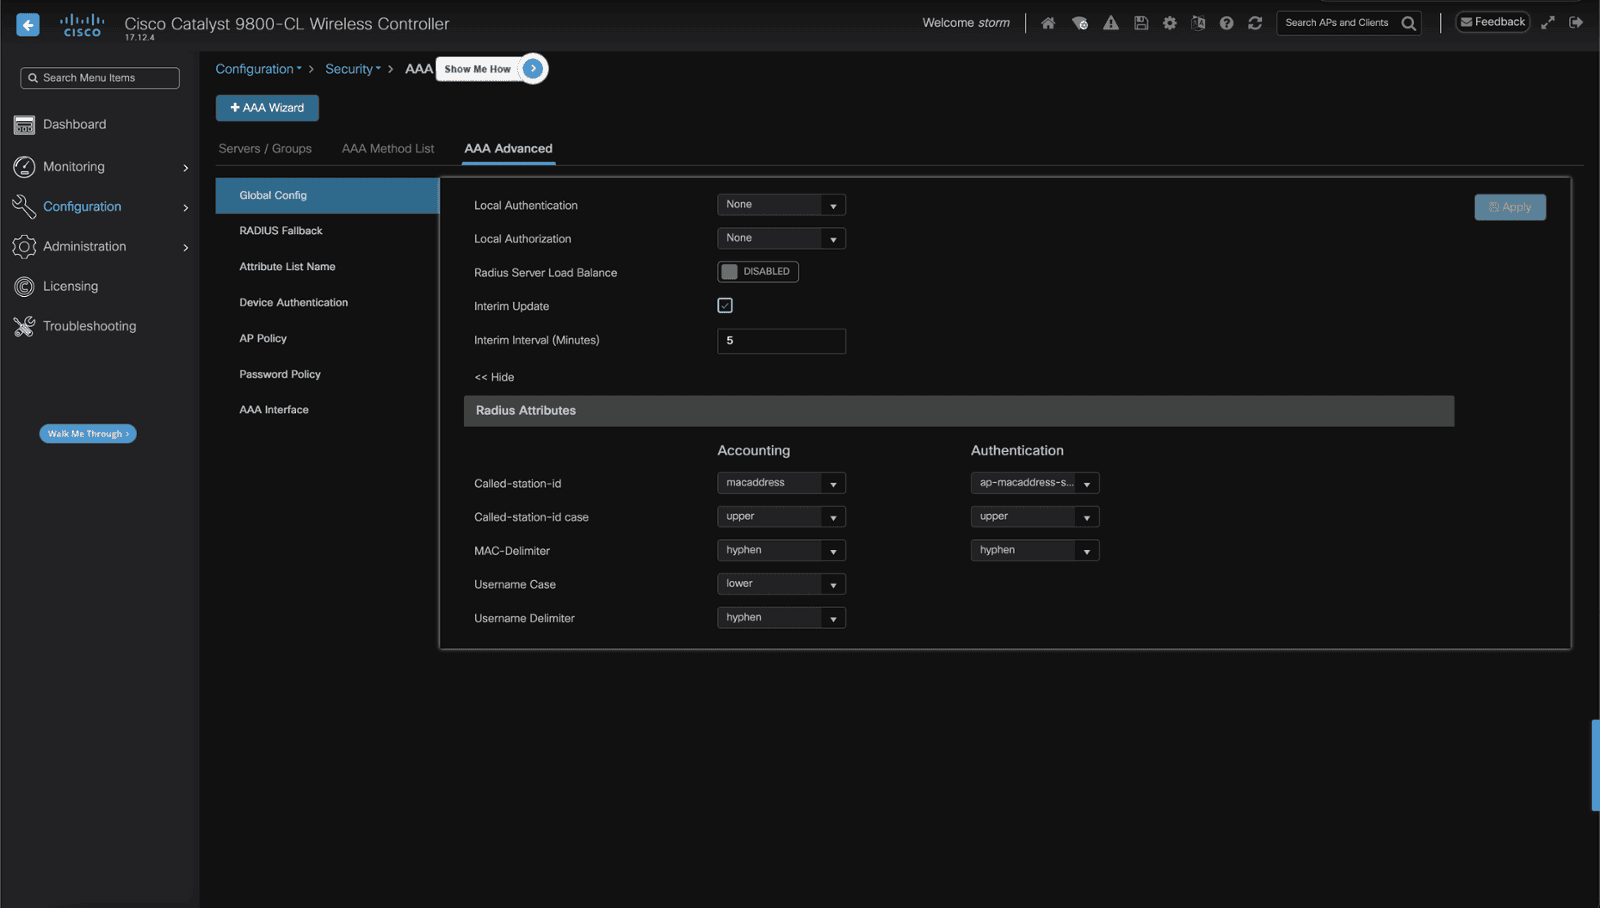 cisco
Cisco Catalyst 9800-CL Wireless Controller
17.12.4
Welcome storm
Search APs and Clients
Feedback
Search Menu Items
Dashboard
Monitoring
Configuration
Administration
Licensing
Troubleshooting
Walk Me Through >
Configuration > Security > AAA Show Me How
+ AAA Wizard
Servers / Groups AAA Method List AAA Advanced
Global Config
RADIUS Fallback
Attribute List Name
Device Authentication
AP Policy
Password Policy
AAA Interface
Local Authentication None
Apply
Local Authorization None
Radius Server Load Balance DISABLED
Interim Update
Interim Interval (Minutes) 5
<< Hide
Radius Attributes
Accounting Authentication
Called-station-id macaddress ap-macaddress-s...
Called-station-id case upper upper
MAC-Delimiter hyphen hyphen
Username Case lower
Username Delimiter hyphen